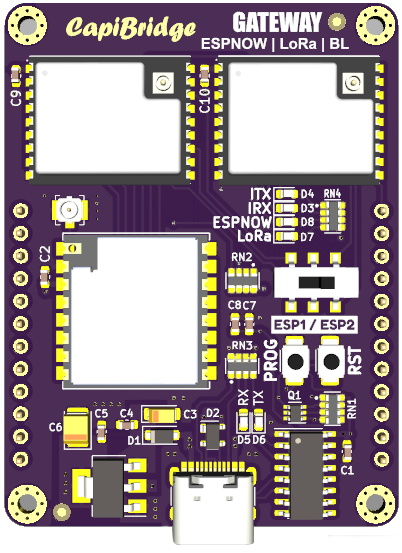 CapiBridge
GATEWAY
ESPNOW | LoRa | BL
C9
C10
ITX
D4
RN4
IRX
D3
ESPNOW
D8
LoRa
D7
C2
RN2
C8 C7
ESP1 / ESP2
RN3
PROG
RST
RX
TX
Q1
RN1
C6
C5
C4
C3
D1
D2
D5 D6
C1